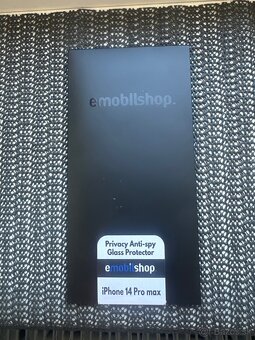 emobilshop.
Privacy Anti-spy
Glass Protector
emobilshop
iPhone 14 Pro max